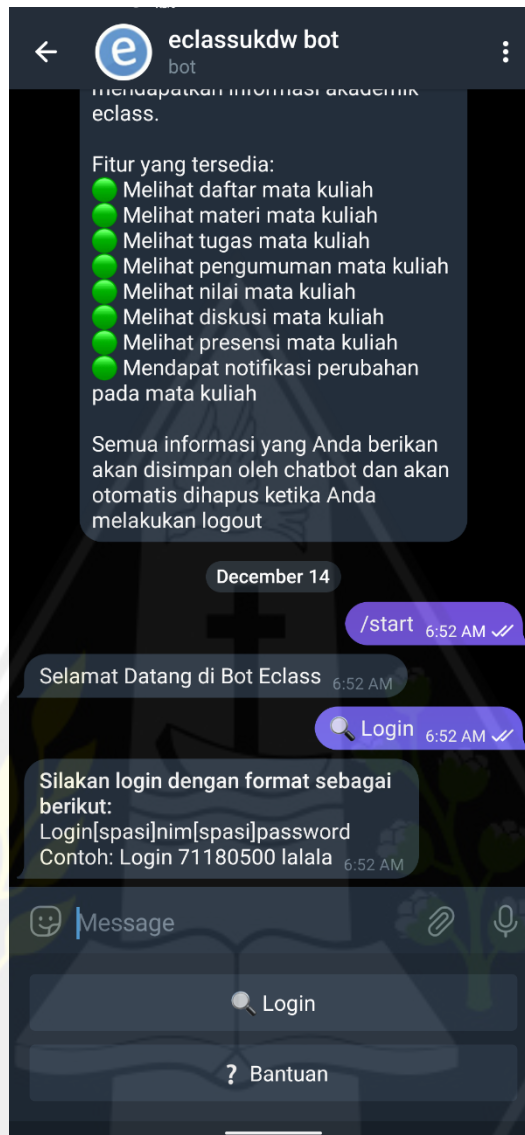 eclassukdw bot
bot
mendapatkan informasi akademik
eclass.
Fitur yang tersedia:
Melihat daftar mata kuliah
Melihat materi mata kuliah
Melihat tugas mata kuliah
Melihat pengumuman mata kuliah
Melihat nilai mata kuliah
Melihat diskusi mata kuliah
Melihat presensi mata kuliah
Mendapat notifikasi perubahan
pada mata kuliah
Semua informasi yang Anda berikan
akan disimpan oleh chatbot dan akan
otomatis dihapus ketika Anda
melakukan logout
December 14
/start 6:52 AM
Selamat Datang di Bot Eclass 6:52 AM
Login 6:52 AM
Silakan login dengan format sebagai
berikut:
Login[spasi]nim[spasi]password
Contoh: Login 71180500 lalala 6:52 AM
Message
Login
? Bantuan